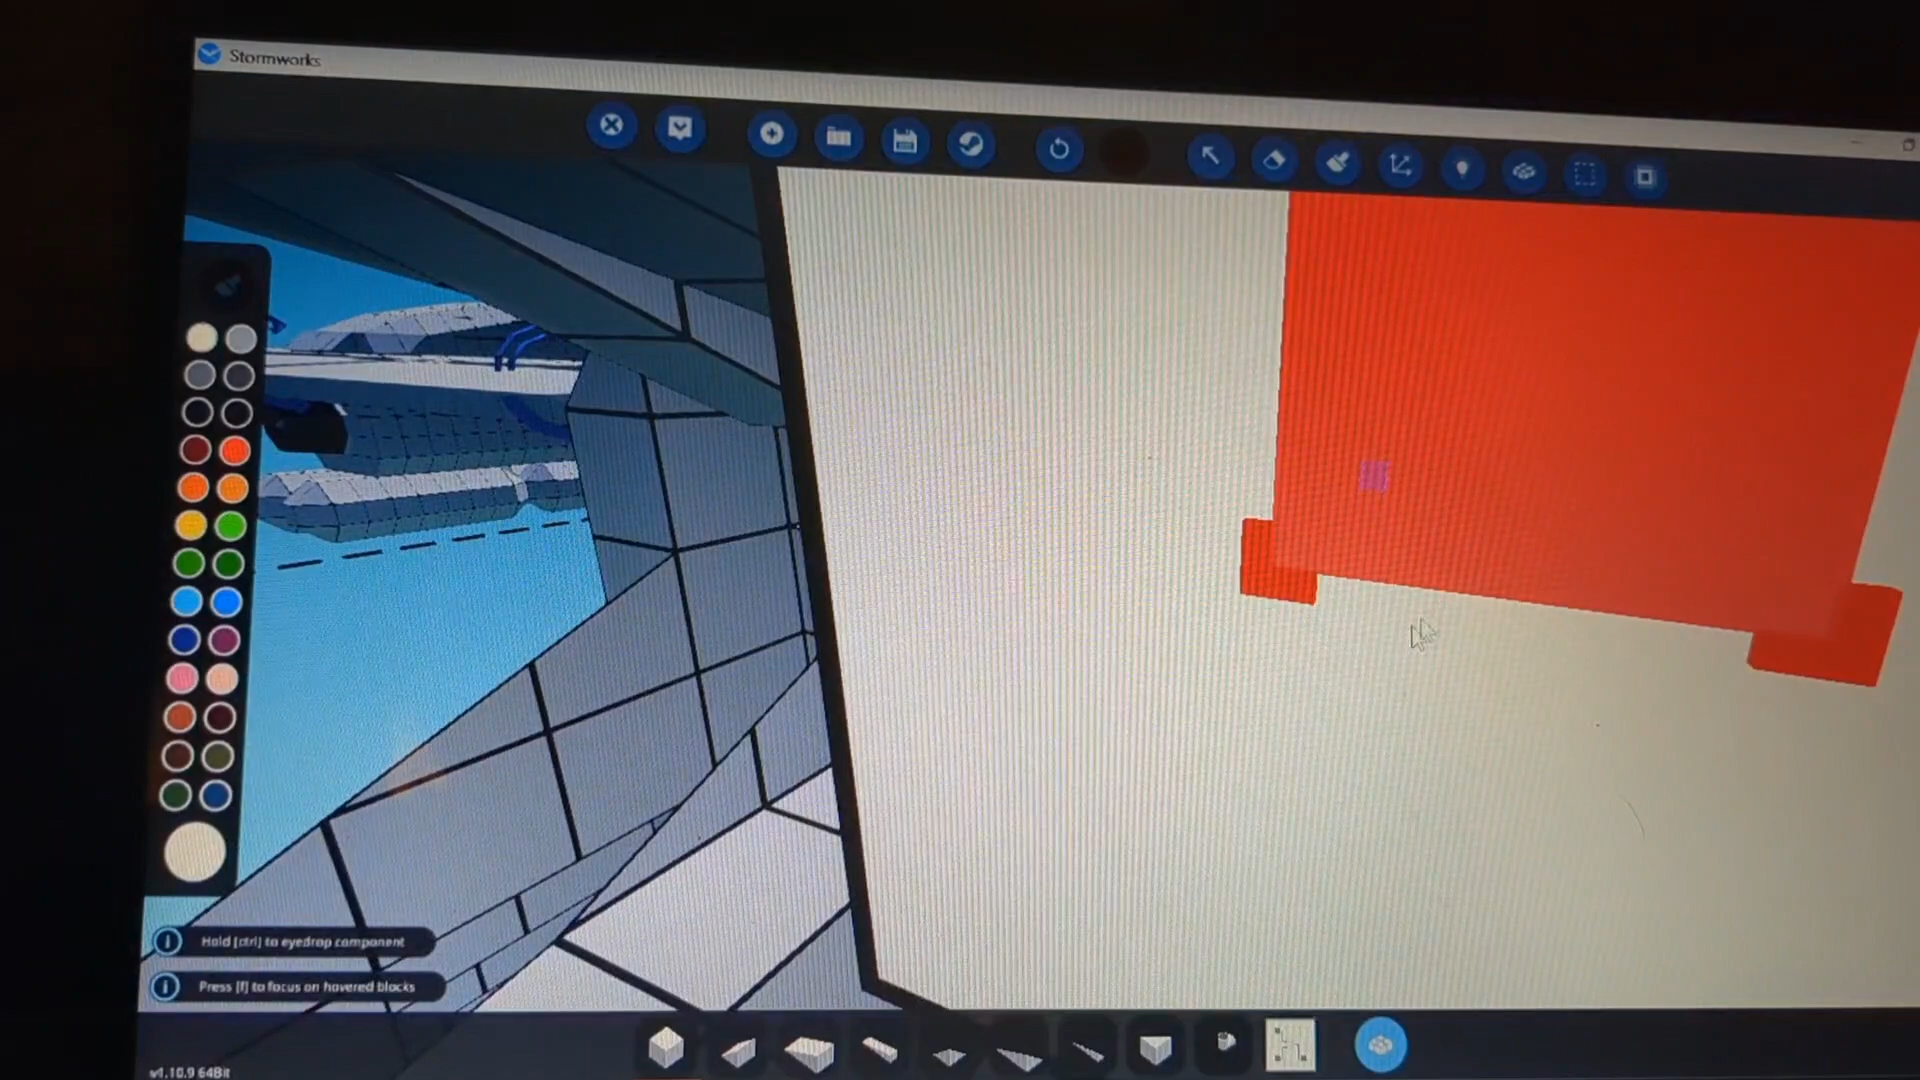 Stormworks
Hold [ctrl] to eyedrop component
Press [f] to focus on hovered blocks
v1.10.9 64Bit